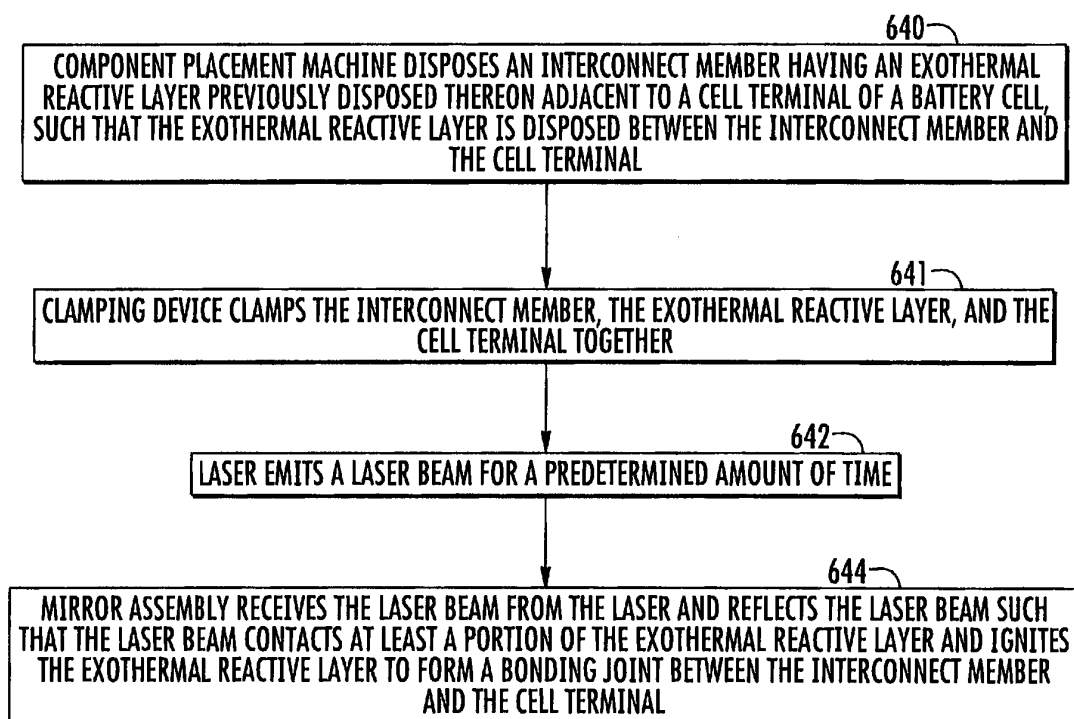 640
COMPONENT PLACEMENT MACHINE DISPOSES AN INTERCONNECT MEMBER HAVING AN EXOTHERMAL
REACTIVE LAYER PREVIOUSLY DISPOSED THEREON ADJACENT TO A CELL TERMINAL OF A BATTERY CELL,
SUCH THAT THE EXOTHERMAL REACTIVE LAYER IS DISPOSED BETWEEN THE INTERCONNECT MEMBER AND
THE CELL TERMINAL
641
CLAMPING DEVICE CLAMPS THE INTERCONNECT MEMBER, THE EXOTHERMAL REACTIVE LAYER, AND THE
CELL TERMINAL TOGETHER
642
LASER EMITS A LASER BEAM FOR A PREDETERMINED AMOUNT OF TIME
644
MIRROR ASSEMBLY RECEIVES THE LASER BEAM FROM THE LASER AND REFLECTS THE LASER BEAM SUCH
THAT THE LASER BEAM CONTACTS AT LEAST A PORTION OF THE EXOTHERMAL REACTIVE LAYER AND IGNITES
THE EXOTHERMAL REACTIVE LAYER TO FORM A BONDING JOINT BETWEEN THE INTERCONNECT MEMBER
AND THE CELL TERMINAL